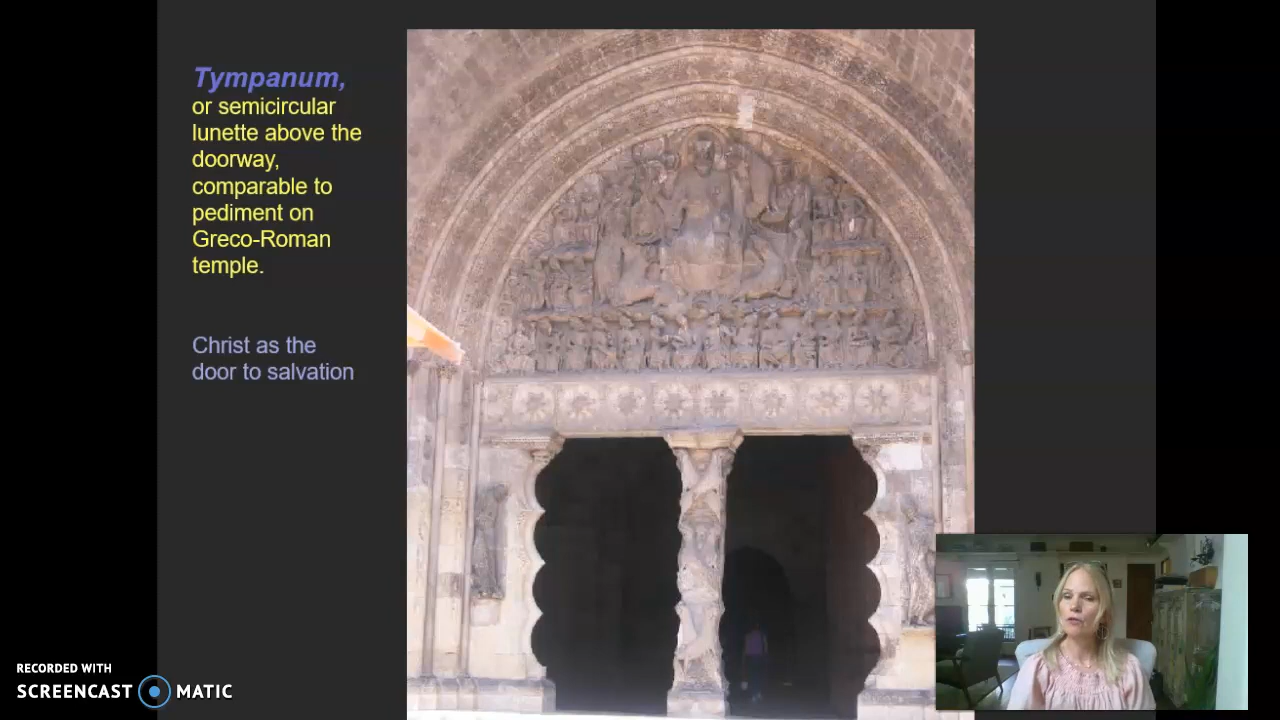 Tympanum,
or semicircular
lunette above the
doorway,
comparable to
pediment on
Greco-Roman
temple.
Christ as the
door to salvation
RECORDED WITH
SCREENCAST MATIC